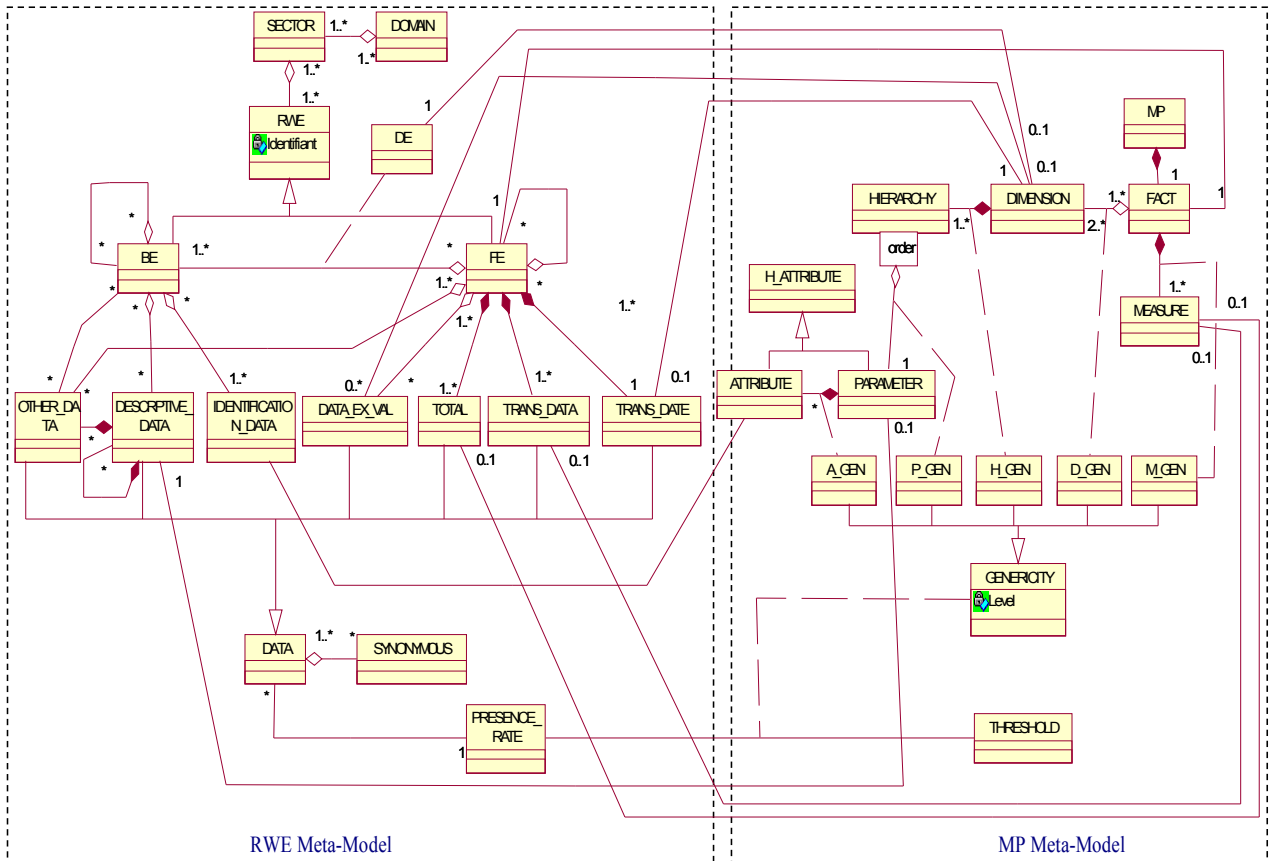 SECTOR
1..*
DOMAIN
1..*
1..*
1..*
RWE
Identifiant
DE
1
BE
*
*
1..*
FE
*
1
*
*
1..*
1..*
*
*
*
1..*
*
*
1..*
*
0..*
*
1..*
1..*
1
0..1
OTHER_DA
TA
DESCRPTIVE_
DATA
IDENTIFICATIO
N_DATA
DATA_EX_VAL
TOTAL
TRANS_DATA
TRANS_DATE
*
*
1
0..1
0..1
DATA
1..*
*
SYNONYMOUS
*
PRESENCE_
RATE
1
RWE Meta-Model
MP
0..1
0..1
1
1
1
HIERARCHY
order
1..*
DIMENSION
2..*
1..*
FACT
H_ATTRIBUTE
1..*
MEASURE
0..1
0..1
ATTRIBUTE
*
PARAMETER
1
0..1
A_GEN
P_GEN
H_GEN
D_GEN
M_GEN
GENERICITY
Level
THRESHOLD
MP Meta-Model